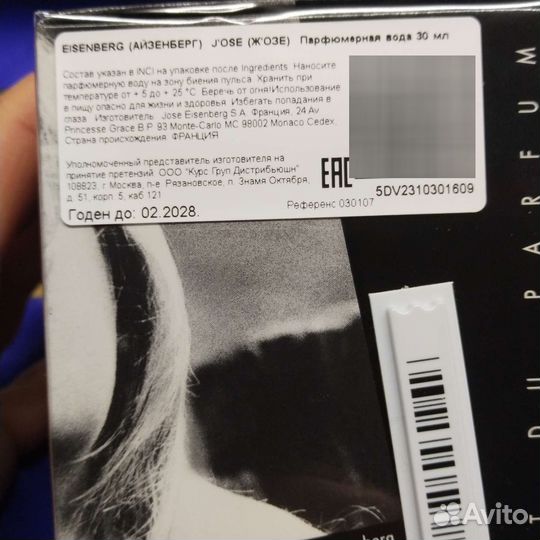 EISENBERG (АЙЗЕНБЕРГ) J'OSE (Ж'ОЗЕ) Парфюмерная вода 30 мл
Состав указан в INCI на упаковке после Ingredients. Наносите
парфюмерную воду на зону биения пульса. Хранить при
температуре от + 5 до + 25 °С. Беречь от огня!Использование
в пищу опасно для жизни и здоровья. Избегать попадания в
глаза. Изготовитель: Jose Eisenberg S.A. Франция, 24 Av
Princesse Grace B.P. 93 Monte-Carlo MC 98002 Monaco Cedex.
Страна происхождения: ФРАНЦИЯ
Уполномоченный представитель изготовителя на
принятие претензий: ООО "Курс Груп Дистрибьюшн"
108823, г. Москва, п-е. Рязановское, п. Знамя Октября,
д. 51, корп. 5, каб 121
EAC
5DV2310301609
Годен до: 02.2028.
Референс 030107
DU PARFUM
berg
Avito